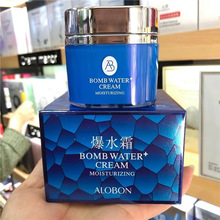 BOMB WATER+
CREAM
MOISTURIZING
爆水霜
BOMB WATER+
CREAM
MOISTURIZING
ALOBON